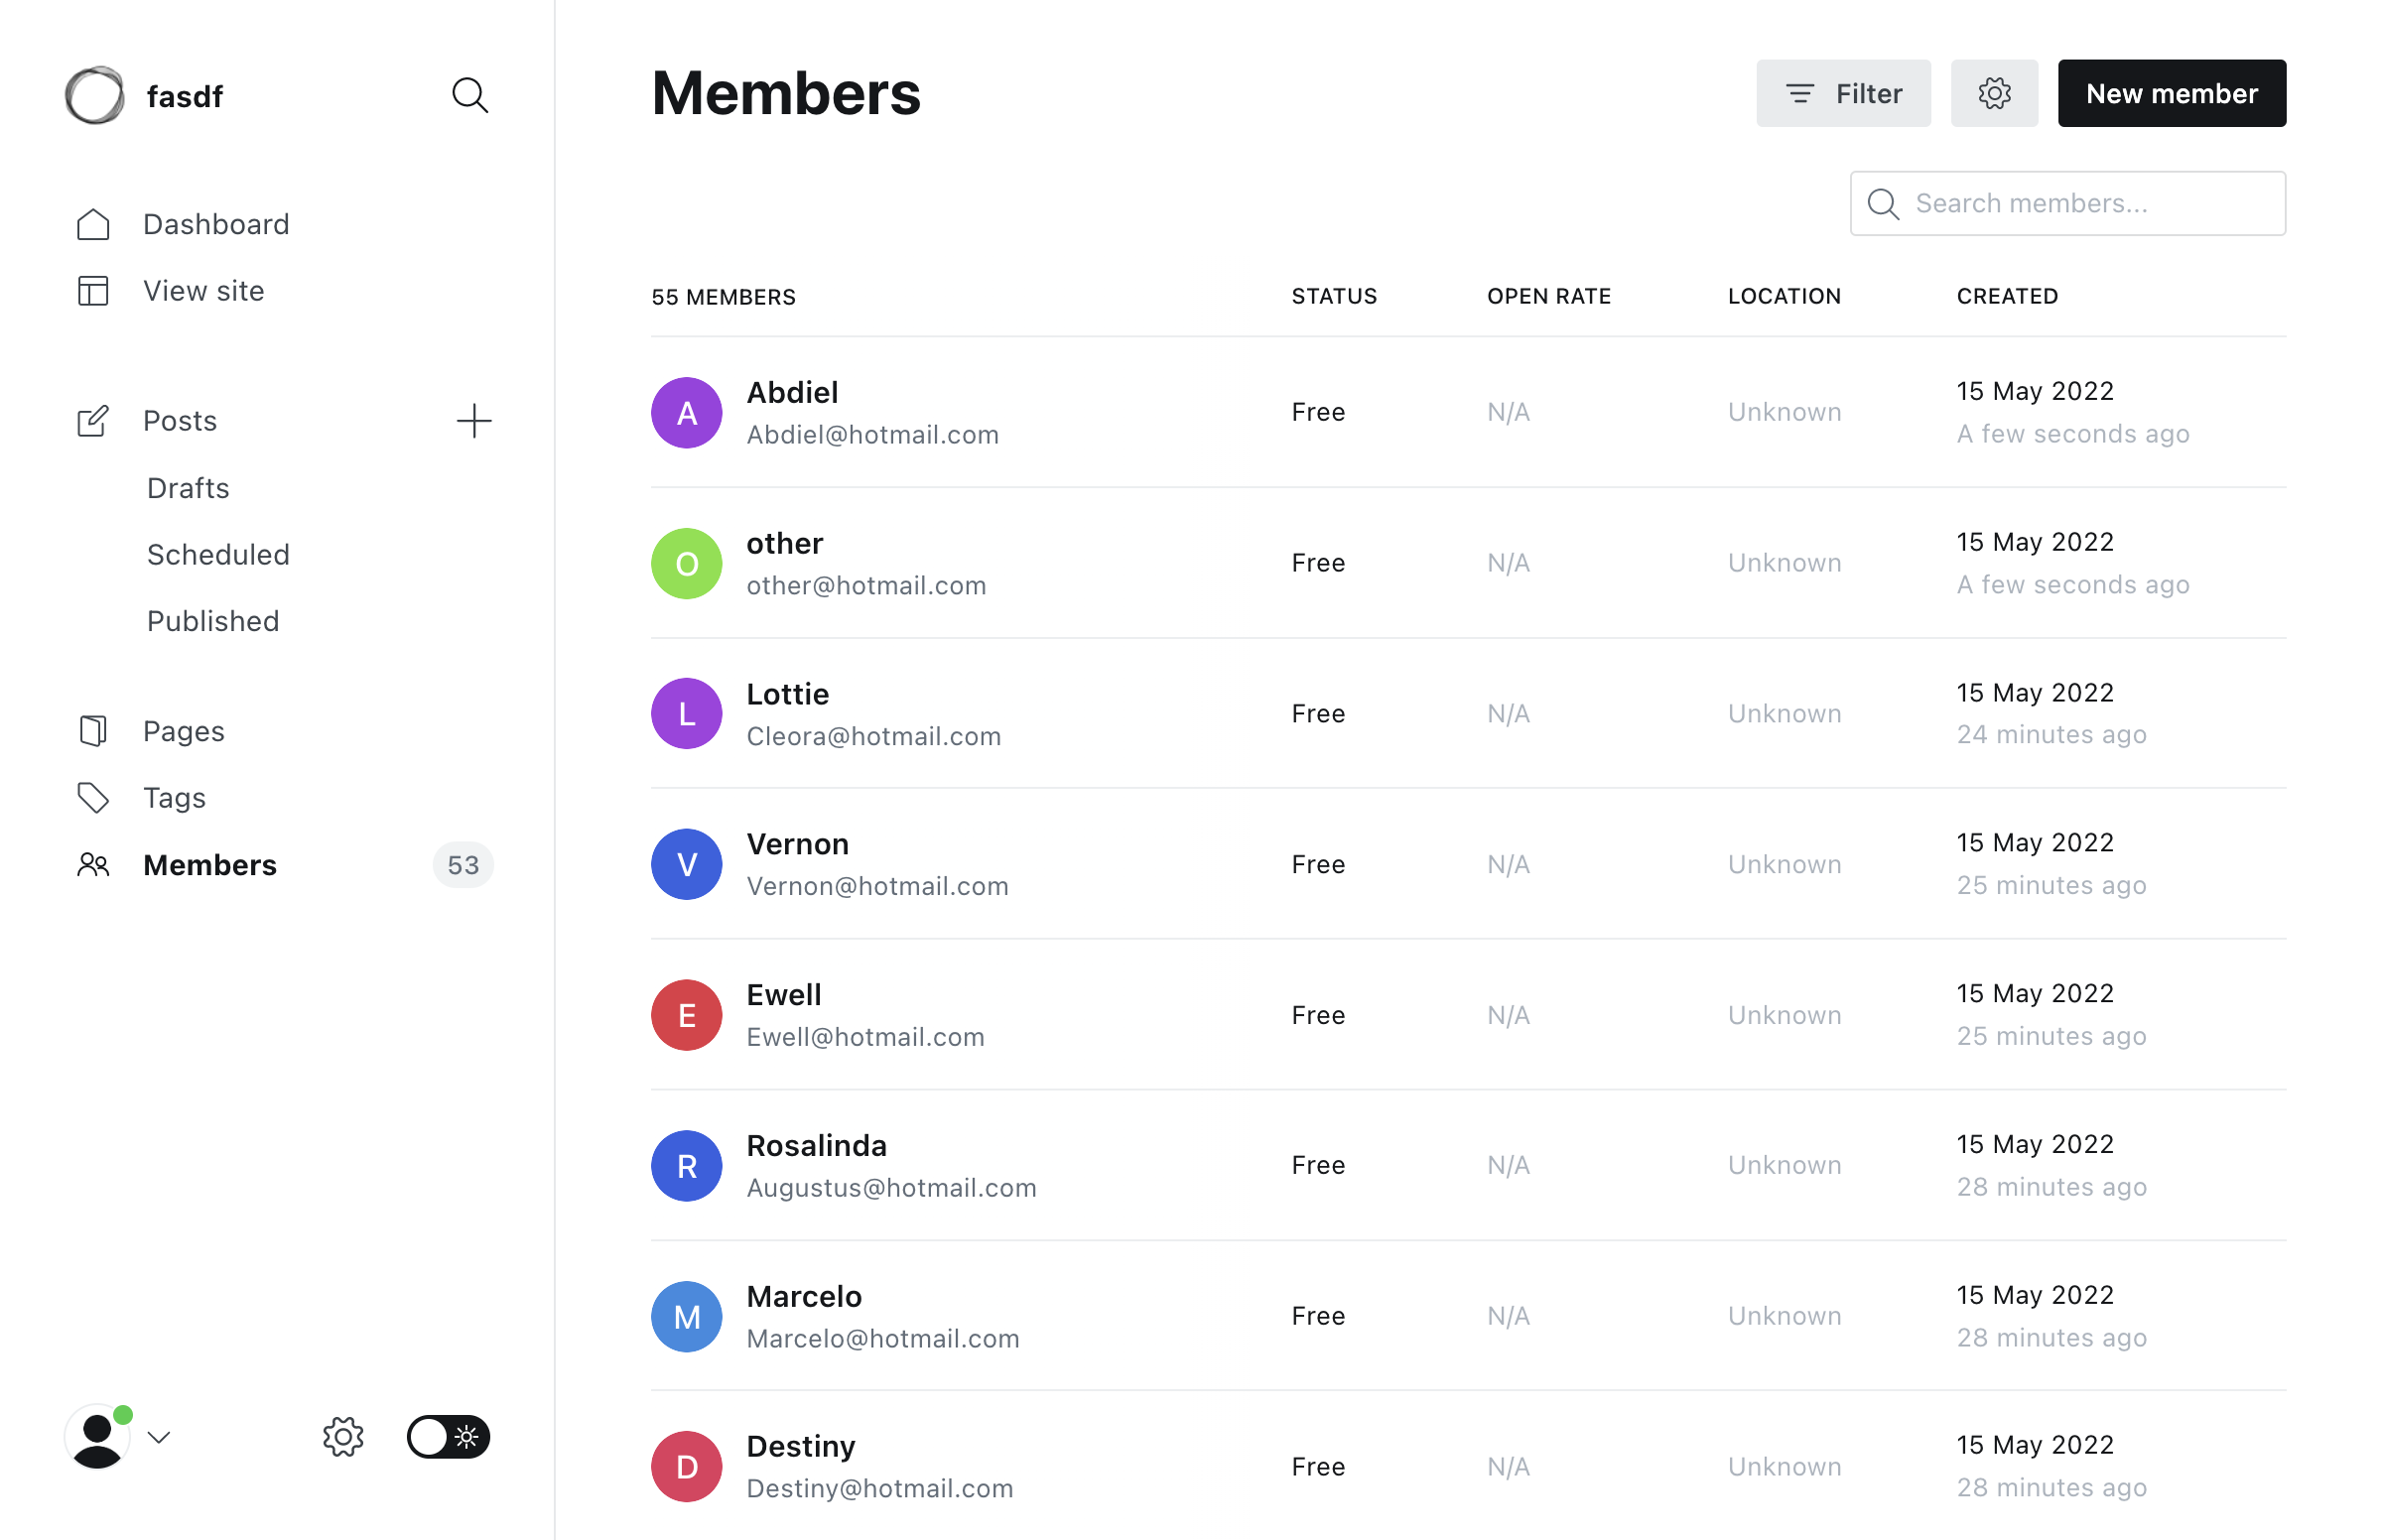 fasdf
Dashboard
View site
Posts
Drafts
Scheduled
Published
Pages
Tags
Members 53
Members
Filter
New member
Search members...
55 MEMBERS STATUS OPEN RATE LOCATION CREATED
A Abdiel Abdiel@hotmail.com Free N/A Unknown 15 May 2022 A few seconds ago
O other other@hotmail.com Free N/A Unknown 15 May 2022 A few seconds ago
L Lottie Cleora@hotmail.com Free N/A Unknown 15 May 2022 24 minutes ago
V Vernon Vernon@hotmail.com Free N/A Unknown 15 May 2022 25 minutes ago
E Ewell Ewell@hotmail.com Free N/A Unknown 15 May 2022 25 minutes ago
R Rosalinda Augustus@hotmail.com Free N/A Unknown 15 May 2022 28 minutes ago
M Marcelo Marcelo@hotmail.com Free N/A Unknown 15 May 2022 28 minutes ago
D Destiny Destiny@hotmail.com Free N/A Unknown 15 May 2022 28 minutes ago